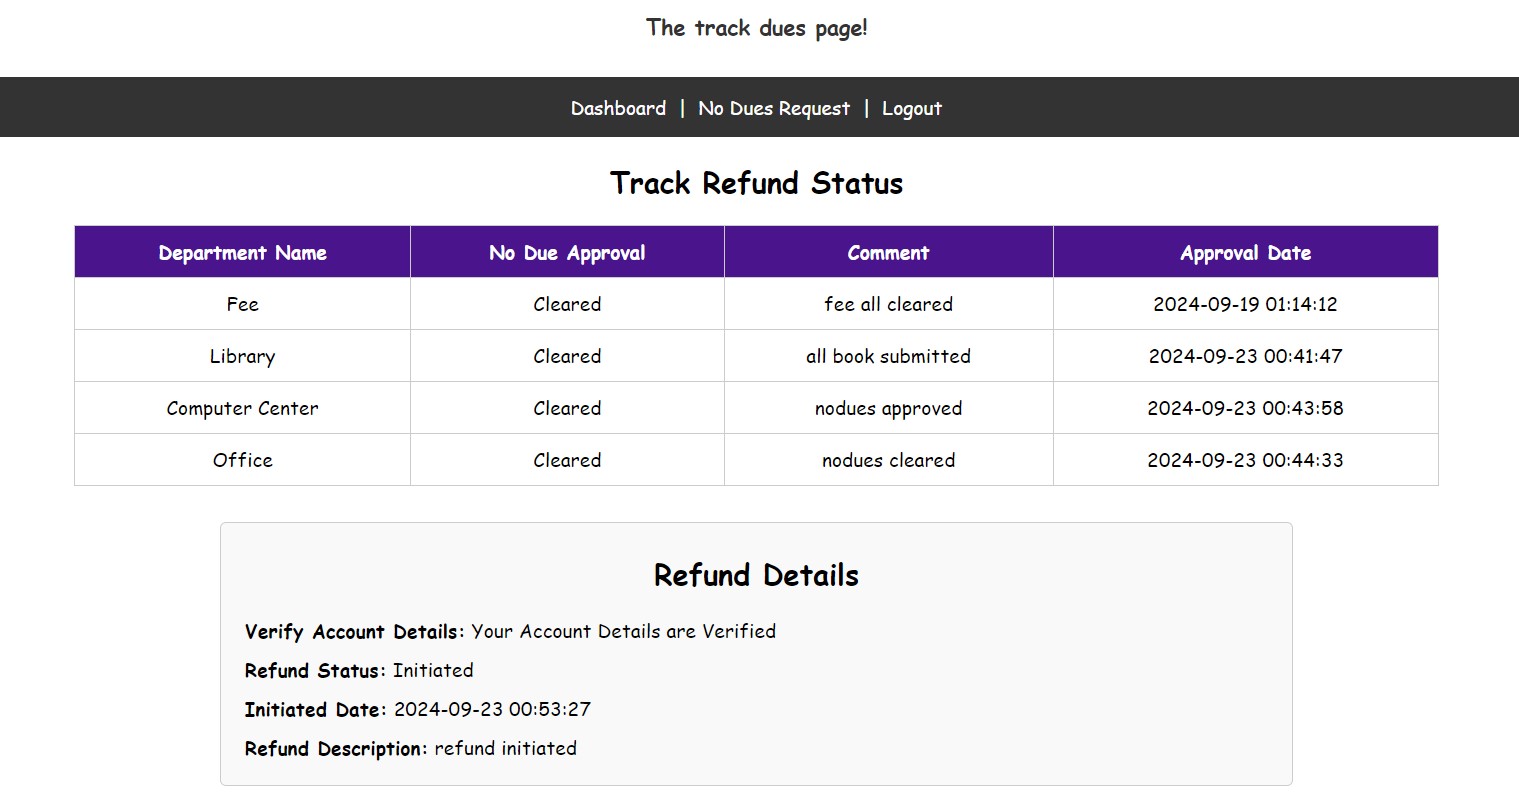 The track dues page!
Dashboard | No Dues Request | Logout
Track Refund Status
Department Name No Due Approval Comment Approval Date
Fee Cleared fee all cleared 2024-09-19 01:14:12
Library Cleared all book submitted 2024-09-23 00:41:47
Computer Center Cleared nodues approved 2024-09-23 00:43:58
Office Cleared nodues cleared 2024-09-23 00:44:33
Refund Details
Verify Account Details: Your Account Details are Verified
Refund Status: Initiated
Initiated Date: 2024-09-23 00:53:27
Refund Description: refund initiated